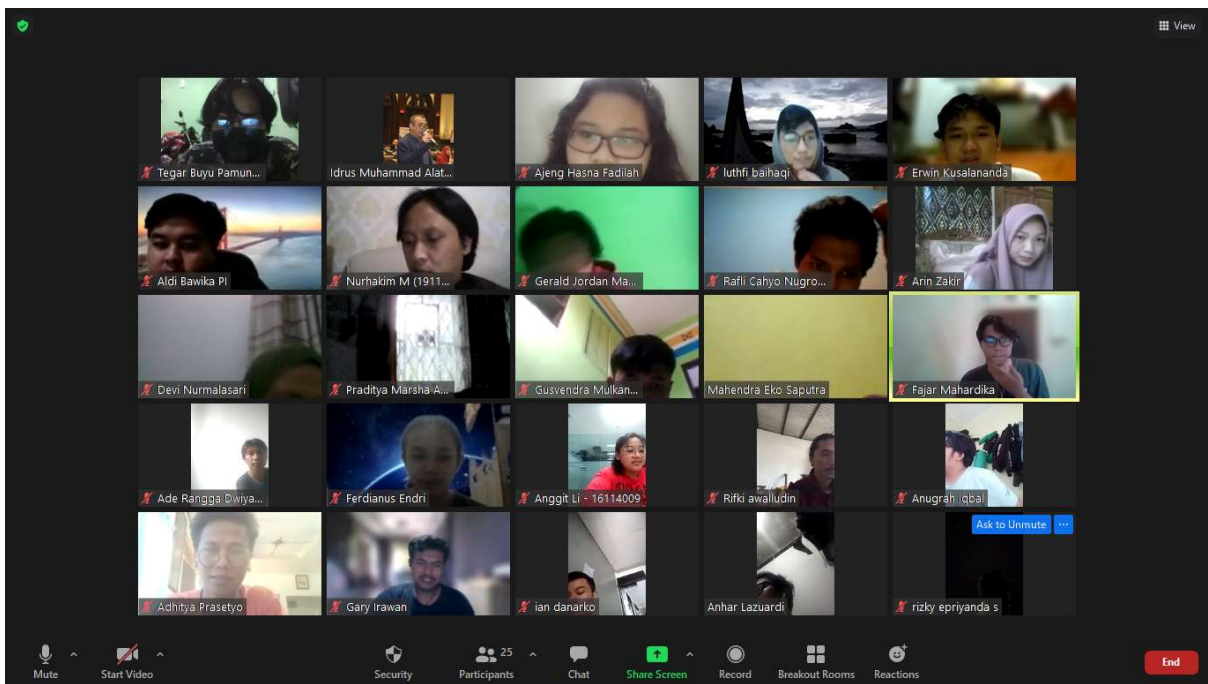 View
Tegar Buyu Pamun...
Idrus Muhammad Alat...
Ajeng Hasna Fadilah
luthfi baihaqi
Erwin Kusalananda
Aldi Bawika PI
Nurhakim M (1911...
Gerald Jordan Ma...
Rafli Cahyo Nugro...
Arin Zakir
Devi Nurmalasari
Praditya Marsha A...
Gusvendra Mulkan...
Mahendra Eko Saputra
Fajar Mahardika
Ade Rangga Dwiya...
Ferdianus Endri
Anggit Li - 16114009
Rifki awalludin
Anugrah Iqbal
Ask to Unmute ...
Adhitya Prasetyo
Gary Irawan
ian danarko
Anhar Lazuardi
rizky epriyanda s
25
Mute
Start Video
Security
Participants
Chat
Share Screen
Record
Breakout Rooms
Reactions
End